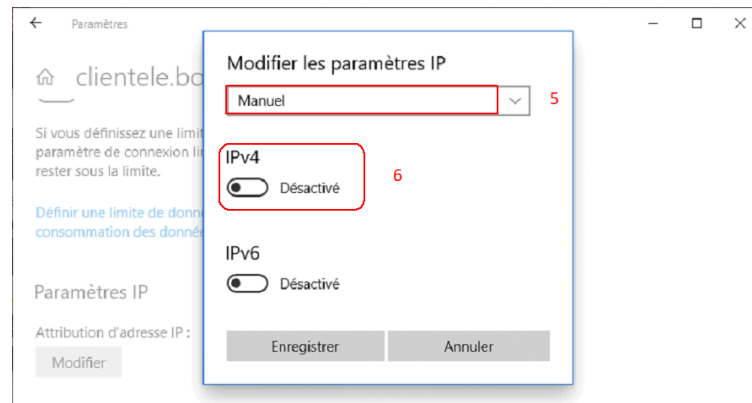 Paramètres
clientele.bo
Si vous définissez une limit
paramètre de connexion li
rester sous la limite.
Définir une limite de donn
consommation des donné
Paramètres IP
Attribution d'adresse IP :
Modifier
Modifier les paramètres IP
Manuel
5
IPv4
Désactivé
6
IPv6
Désactivé
Enregistrer
Annuler